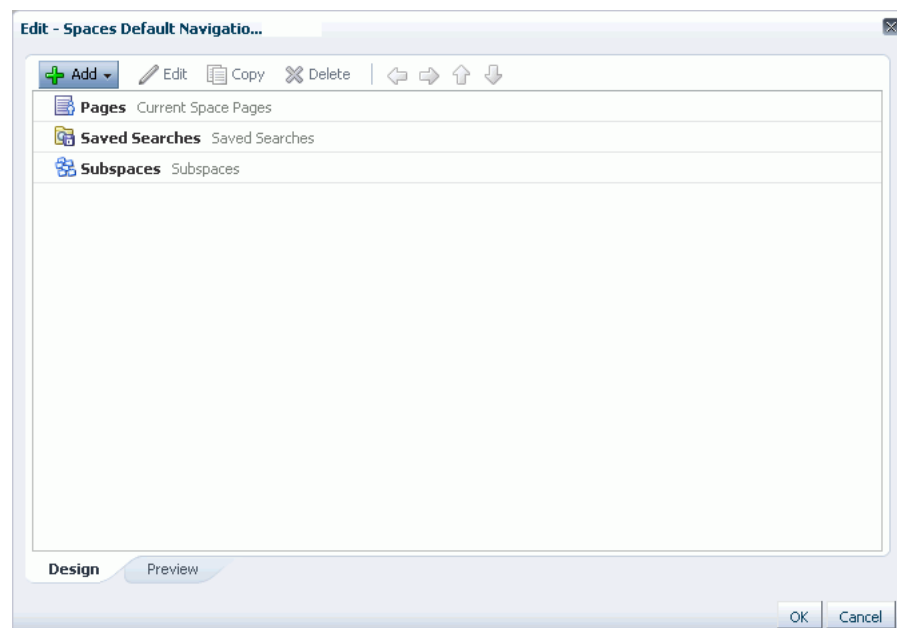 Edit - Spaces Default Navigatio...
Add Edit Copy Delete
Pages Current Space Pages
Saved Searches Saved Searches
Subspaces Subspaces
Design Preview
OK Cancel